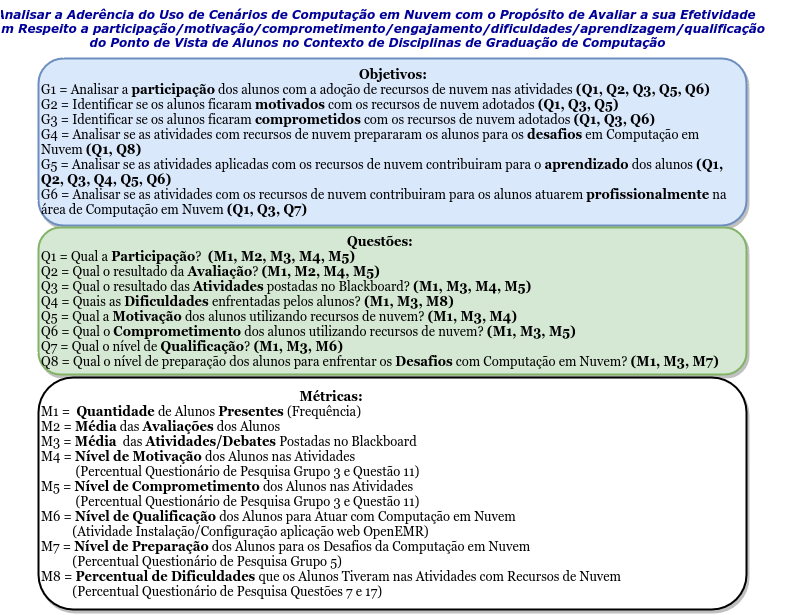 Analisar a Aderência do Uso de Cenários de Computação em Nuvem com o Propósito de Avaliar a sua Efetividade
m Respeito a participação/motivação/comprometimento/engajamento/dificuldades/aprendizagem/qualificação
do Ponto de Vista de Alunos no Contexto de Disciplinas de Graduação de Computação
Objetivos:
G1 = Analisar a participação dos alunos com a adoção de recursos de nuvem nas atividades (Q1, Q2, Q3, Q5, Q6)
G2 = Identificar se os alunos ficaram motivados com os recursos de nuvem adotados (Q1, Q3, Q5)
G3 = Identificar se os alunos ficaram comprometidos com os recursos de nuvem adotados (Q1, Q3, Q6)
G4 = Analisar se as atividades com recursos de nuvem prepararam os alunos para os desafios em Computação em
Nuvem (Q1, Q8)
G5 = Analisar se as atividades aplicadas com os recursos de nuvem contribuiram para o aprendizado dos alunos (Q1,
Q2, Q3, Q4, Q5, Q6)
G6 = Analisar se as atividades com os recursos de nuvem contribuiram para os alunos atuarem profissionalmente na
área de Computação em Nuvem (Q1, Q3, Q7)
Questões:
Q1 = Qual a Participação? (M1, M2, M3, M4, M5)
Q2 = Qual o resultado da Avaliação? (M1, M2, M4, M5)
Q3 = Qual o resultado das Atividades postadas no Blackboard? (M1, M3, M4, M5)
Q4 = Quais as Dificuldades enfrentadas pelos alunos? (M1, M3, M8)
Q5 = Qual a Motivação dos alunos utilizando recursos de nuvem? (M1, M3, M4)
Q6 = Qual o Comprometimento dos alunos utilizando recursos de nuvem? (M1, M3, M5)
Q7 = Qual o nível de Qualificação? (M1, M3, M6)
Q8 = Qual o nível de preparação dos alunos para enfrentar os Desafios com Computação em Nuvem? (M1, M3, M7)
Métricas:
M1 = Quantidade de Alunos Presentes (Frequência)
M2 = Média das Avaliações dos Alunos
M3 = Média das Atividades/Debates Postadas no Blackboard
M4 = Nível de Motivação dos Alunos nas Atividades
(Percentual Questionário de Pesquisa Grupo 3 e Questão 11)
M5 = Nível de Comprometimento dos Alunos nas Atividades
(Percentual Questionário de Pesquisa Grupo 3 e Questão 11)
M6 = Nível de Qualificação dos Alunos para Atuar com Computação em Nuvem
(Atividade Instalação/Configuração aplicação web OpenEMR)
M7 = Nível de Preparação dos Alunos para os Desafios da Computação em Nuvem
(Percentual Questionário de Pesquisa Grupo 5)
M8 = Percentual de Dificuldades que os Alunos Tiveram nas Atividades com Recursos de Nuvem
(Percentual Questionário de Pesquisa Questões 7 e 17)